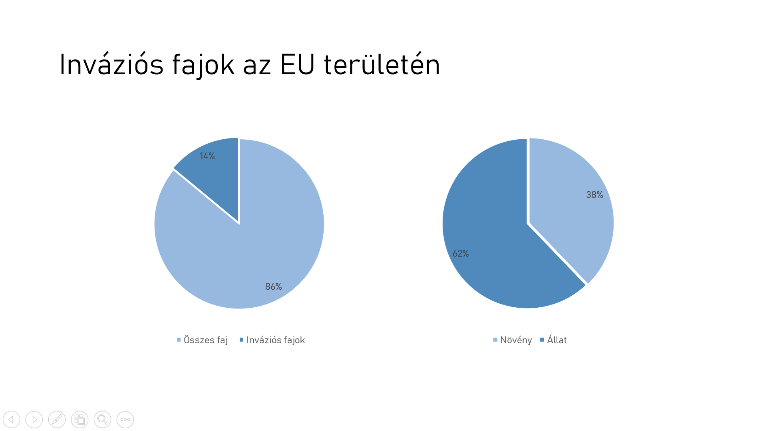 Inváziós fajok az EU területén
14%
86%
38%
62%
Összes faj Inváziós fajok
Növény Állat